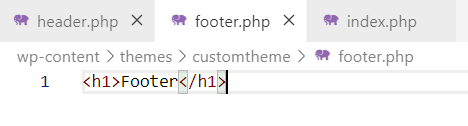 header.php footer.php index.php
wp-content > themes > customtheme > footer.php
1 <h1>Footer</h1>